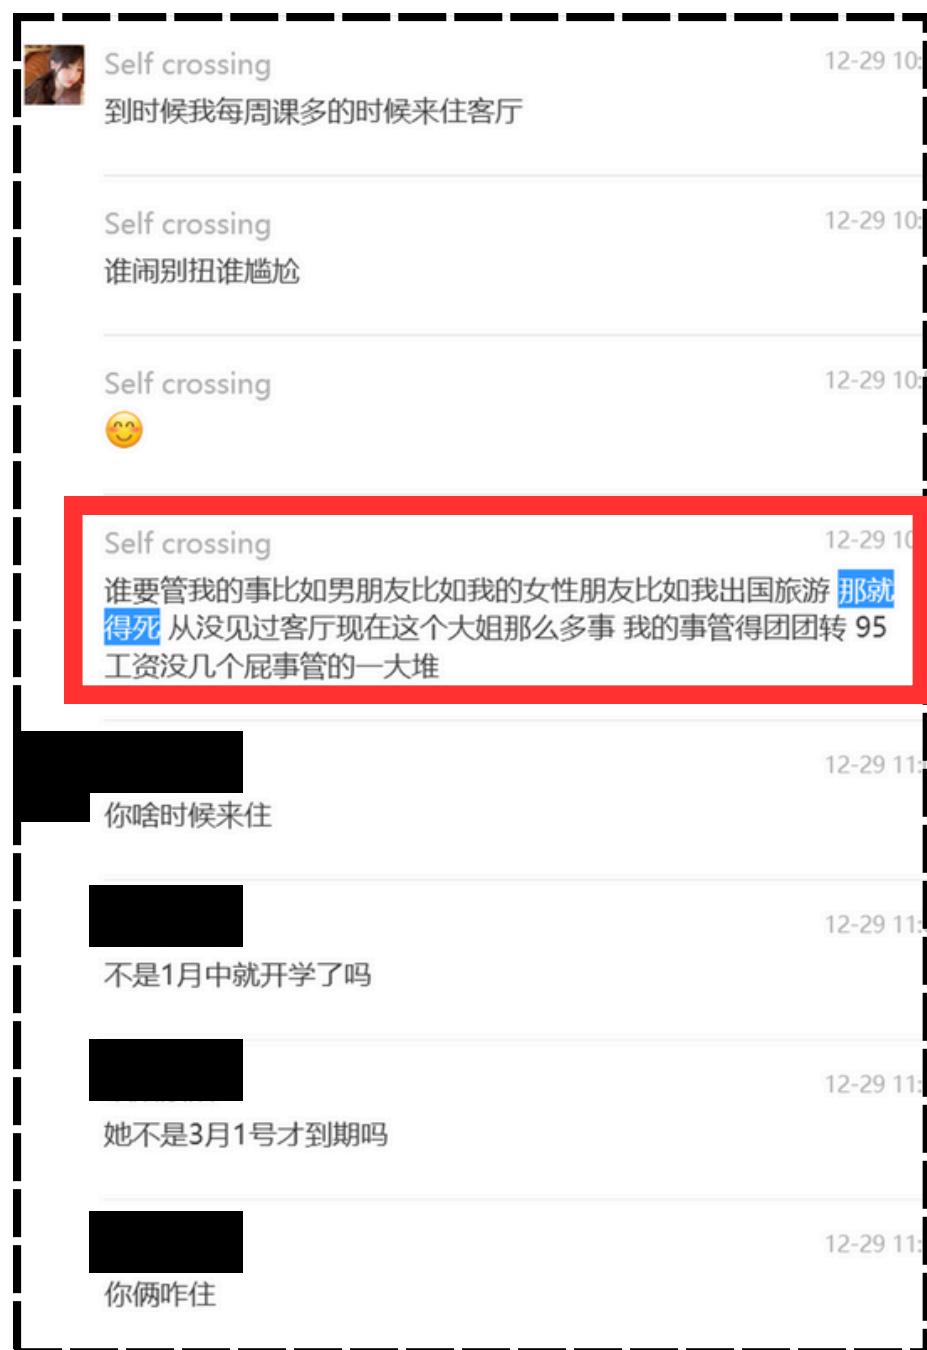 Self crossing 12-29 10:
到时候我每周课多的时候来住客厅
Self crossing 12-29 10:
谁闹别扭谁尴尬
Self crossing 12-29 10:
😊
Self crossing 12-29 10
谁要管我的事比如男朋友比如我的女性朋友比如我出国旅游 那就
得死 从没见过客厅现在这个大姐那么多事 我的事管得团团转 95
工资没几个屁事管的一大堆
12-29 11:
你啥时候来住
12-29 11:
不是1月中就开学了吗
12-29 11:
她不是3月1号才到期吗
12-29 11:
你俩咋住